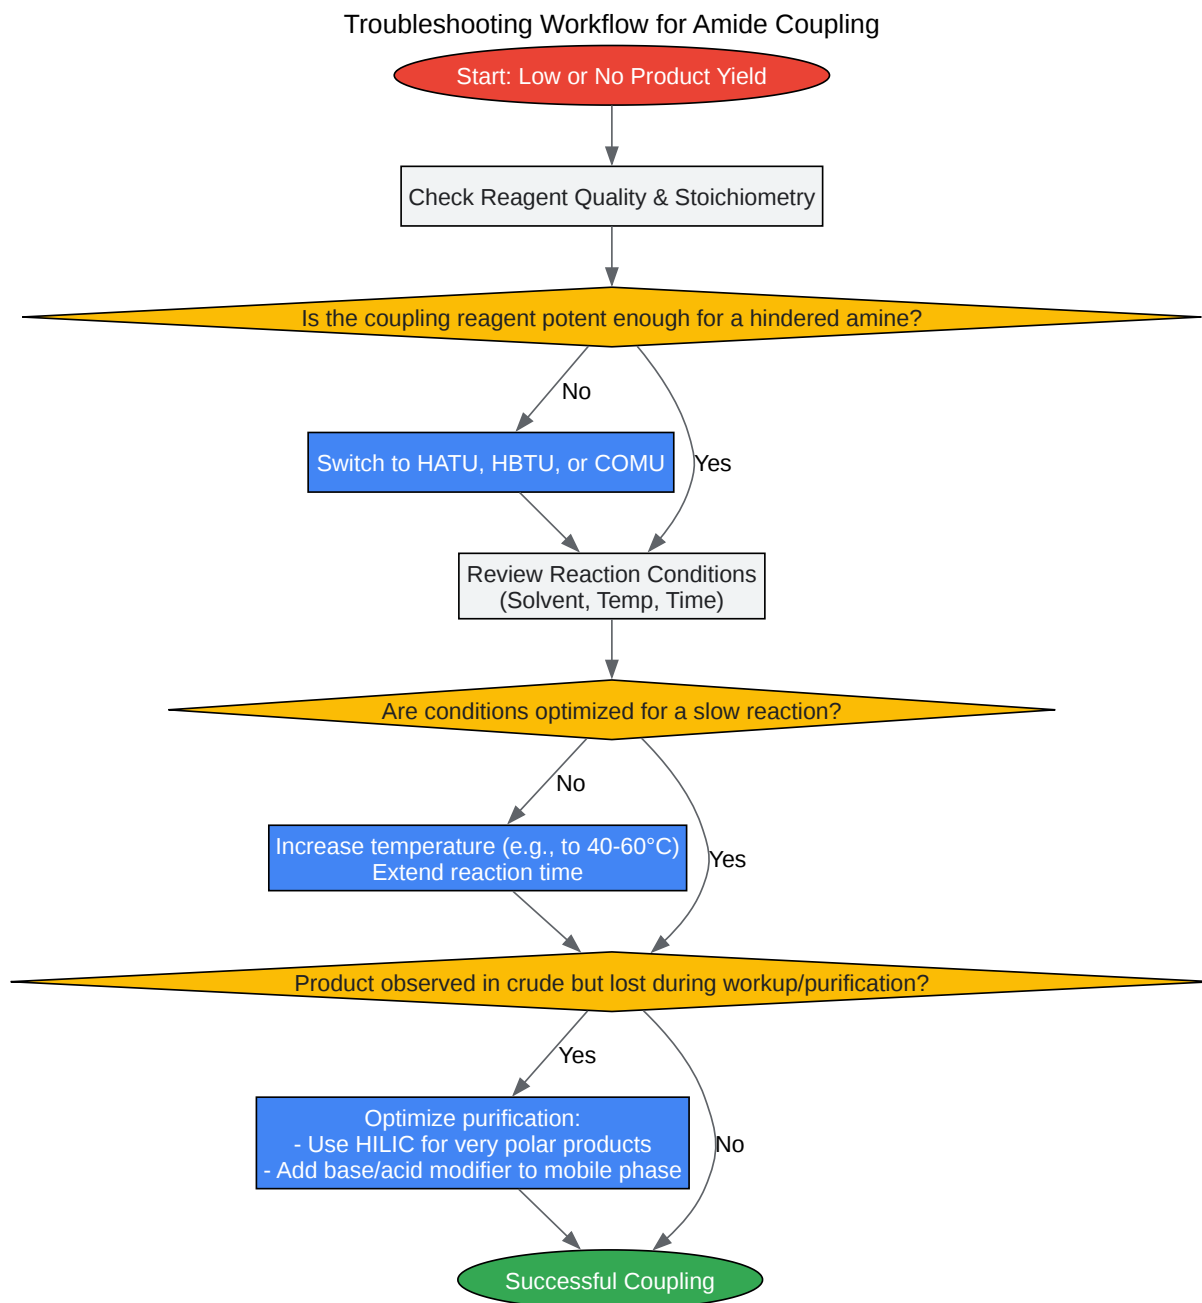 Troubleshooting Workflow for Amide Coupling
Start: Low or No Product Yield
Check Reagent Quality & Stoichiometry
Is the coupling reagent potent enough for a hindered amine?
No
Switch to HATU, HBTU, or COMU
Yes
Review Reaction Conditions
(Solvent, Temp, Time)
Are conditions optimized for a slow reaction?
No
Increase temperature (e.g., to 40-60°C)
Extend reaction time
Yes
Product observed in crude but lost during workup/purification?
Yes
Optimize purification:
- Use HILIC for very polar products
- Add base/acid modifier to mobile phase
No
Successful Coupling